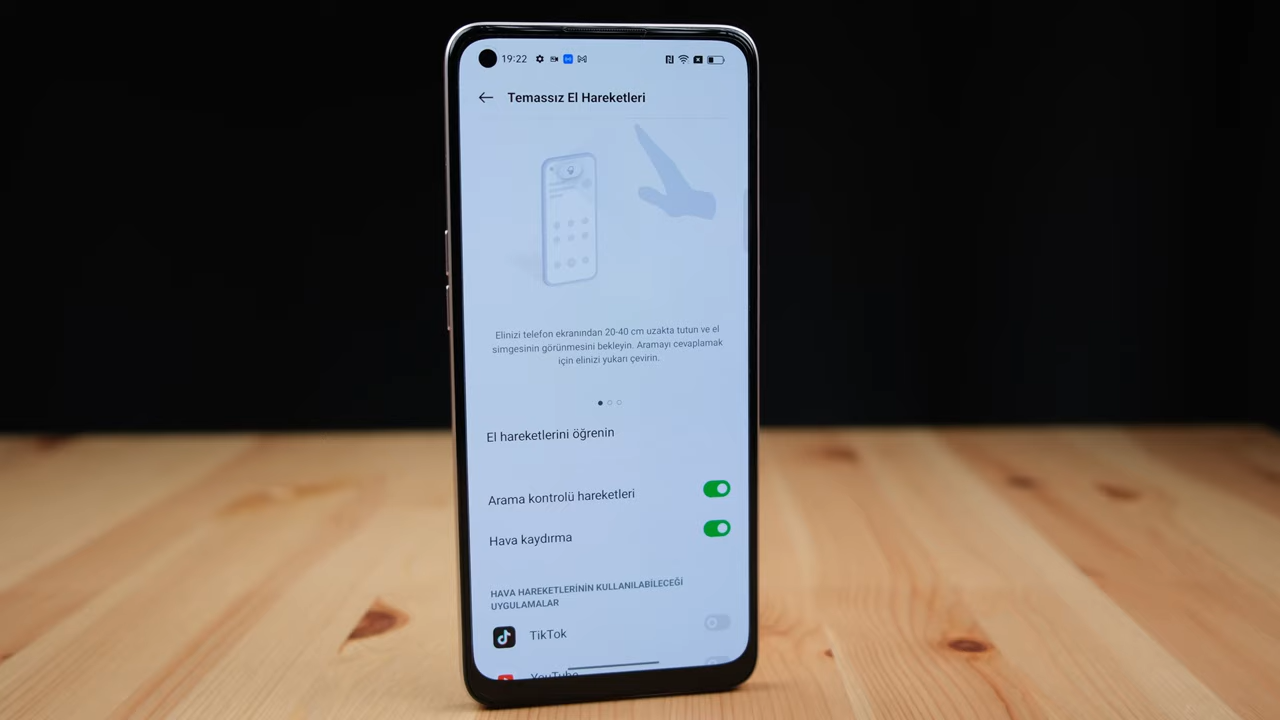 19:22
Temassız El Hareketleri
Elinizi telefon ekranından 20-40 cm uzakta tutun ve el
simgesinin görünmesini bekleyin. Aramayı cevaplamak
için elinizi yukarı çevirin.
El hareketlerini öğrenin
Arama kontrolü hareketleri
Hava kaydırma
HAVA HAREKETLERİNİN KULLANILABİLECEĞİ
UYGULAMALAR
TikTok
YouTube